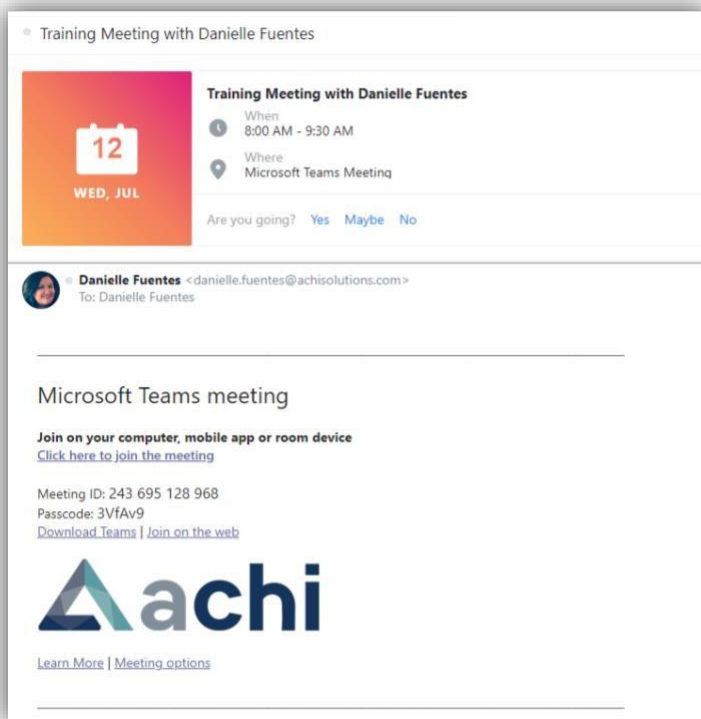 Training Meeting with Danielle Fuentes
12
WED, JUL
Training Meeting with Danielle Fuentes
When
8:00 AM - 9:30 AM
Where
Microsoft Teams Meeting
Are you going? Yes Maybe No
Danielle Fuentes <danielle.fuentes@achisolutions.com>
To: Danielle Fuentes
Microsoft Teams meeting
Join on your computer, mobile app or room device
Click here to join the meeting
Meeting ID: 243 695 128 968
Passcode: 3VfAv9
Download Teams | Join on the web
achi
Learn More | Meeting options